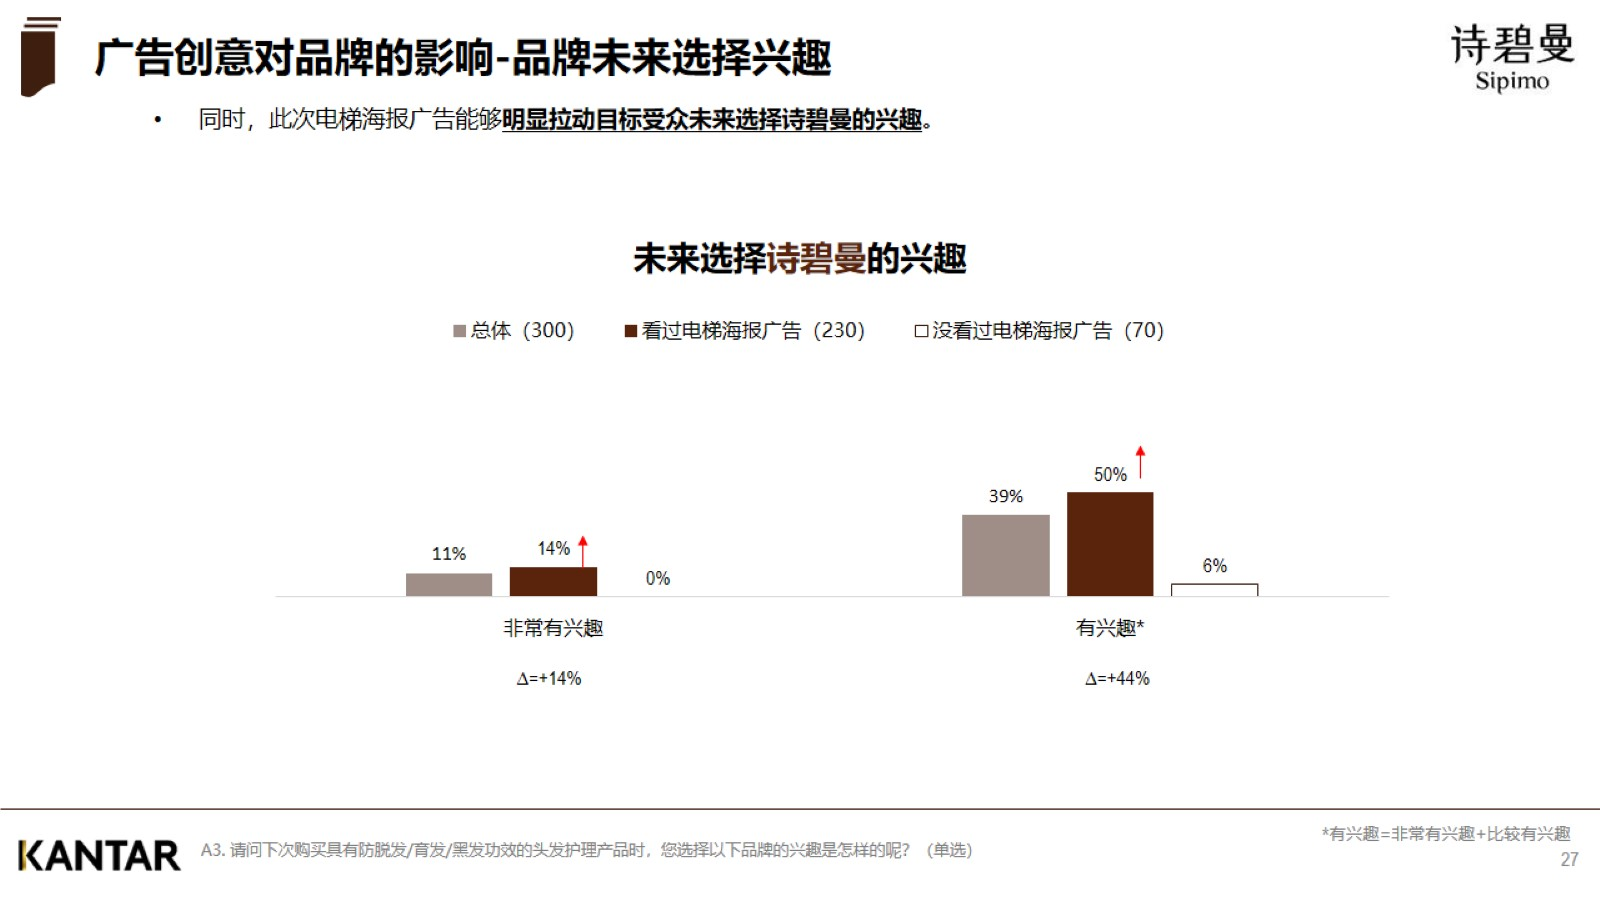 广告创意对品牌的影响-品牌未来选择兴趣
诗碧曼
Sipimo
• 同时，此次电梯海报广告能够明显拉动目标受众未来选择诗碧曼的兴趣。
未来选择诗碧曼的兴趣
总体（300） 看过电梯海报广告（230） 没看过电梯海报广告（70）
11% 14% 0% 39% 50% 6%
非常有兴趣 有兴趣*
Δ=+14% Δ=+44%
*有兴趣=非常有兴趣+比较有兴趣
KANTAR A3. 请问下次购买具有防脱发/育发/黑发功效的头发护理产品时，您选择以下品牌的兴趣是怎样的呢？（单选）
27